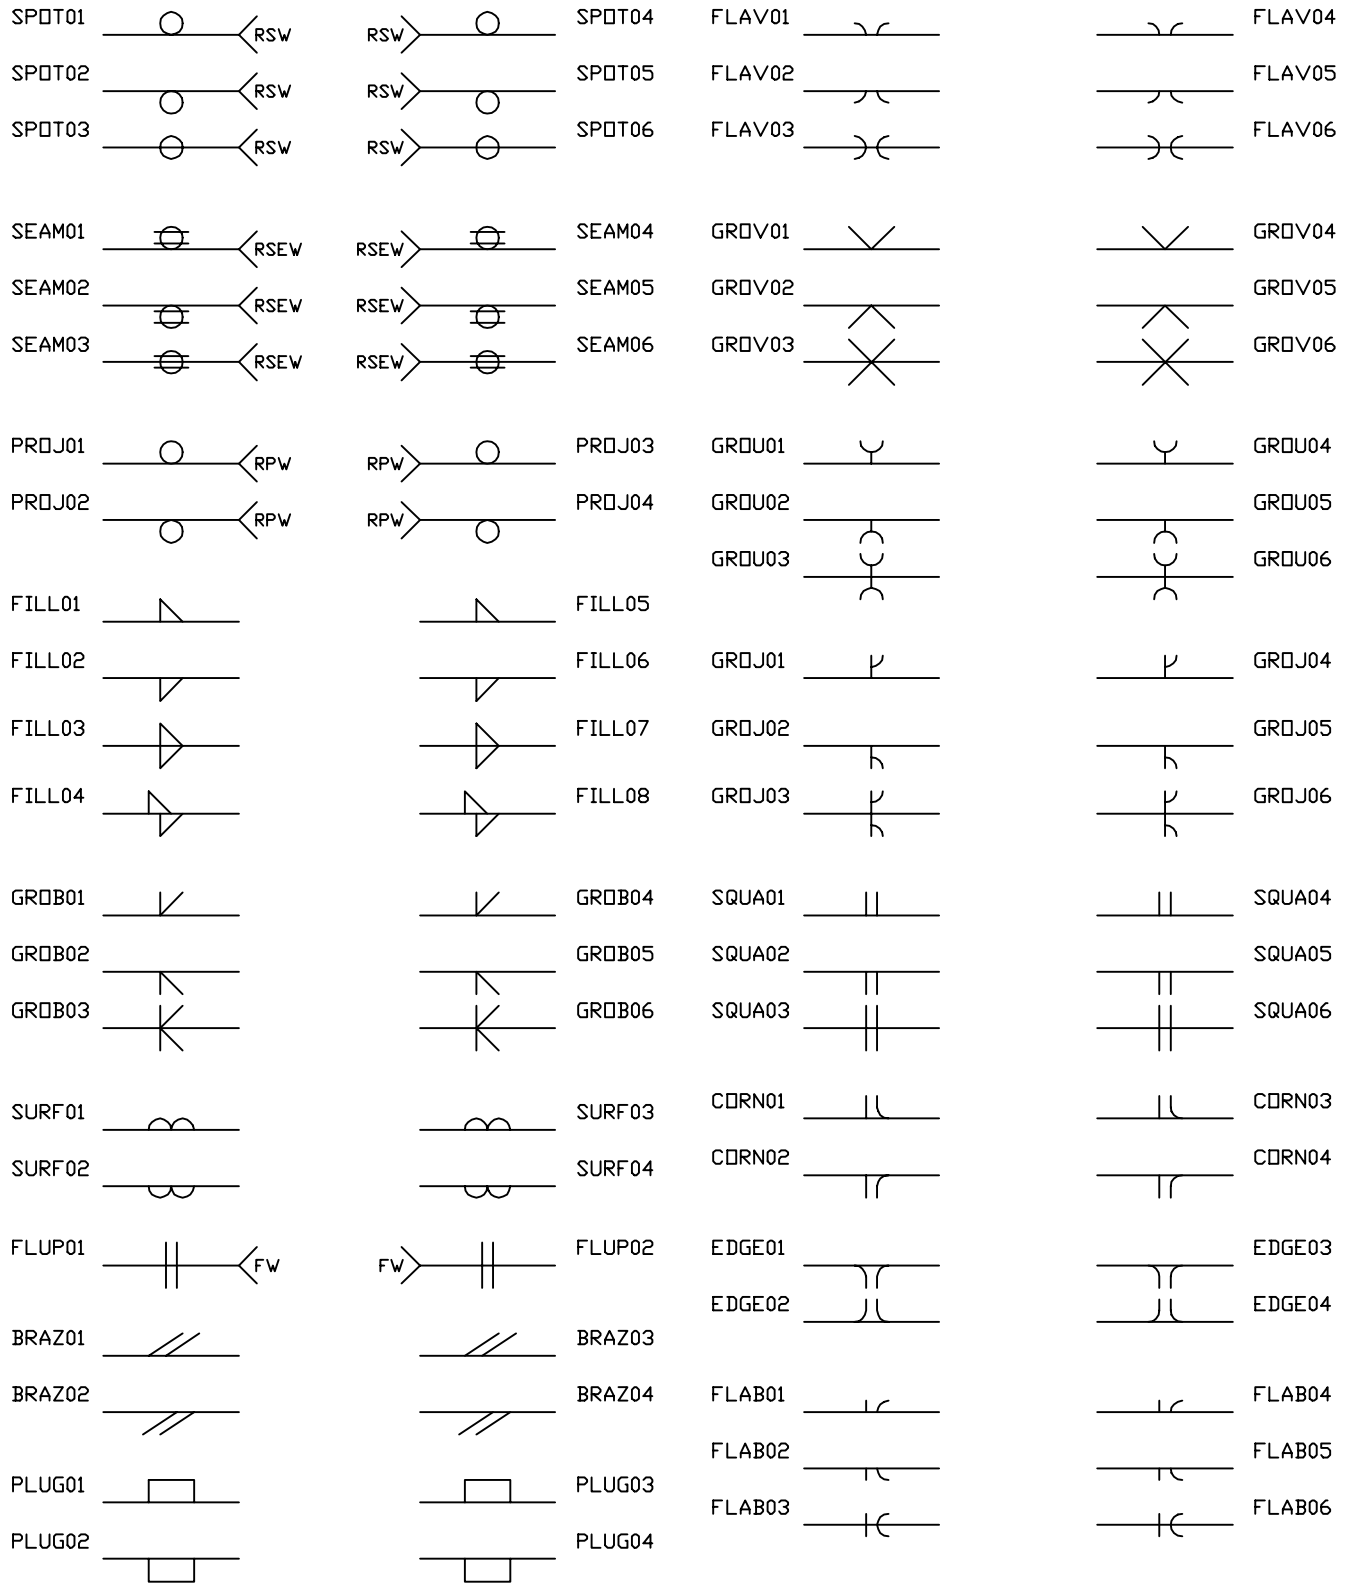 SPOT01 RSW RSW SPOT04 FLAV01 FLAV04
SPOT02 RSW RSW SPOT05 FLAV02 FLAV05
SPOT03 RSW RSW SPOT06 FLAV03 FLAV06
SEAM01 RSEW RSEW SEAM04 GROV01 GROV04
SEAM02 RSEW RSEW SEAM05 GROV02 GROV05
SEAM03 RSEW RSEW SEAM06 GROV03 GROV06
PROJ01 RPW RPW PROJ03 GROU01 GROU04
PROJ02 RPW RPW PROJ04 GROU02 GROU05
GROU03 GROU06
FILL01 FILL05
FILL02 FILL06 GROJ01 GROJ04
FILL03 FILL07 GROJ02 GROJ05
FILL04 FILL08 GROJ03 GROJ06
GROB01 GROB04 SQUA01 SQUA04
GROB02 GROB05 SQUA02 SQUA05
GROB03 GROB06 SQUA03 SQUA06
SURF01 SURF03 CORN01 CORN03
SURF02 SURF04 CORN02 CORN04
FLUP01 FW FW FLUP02 EDGE01 EDGE03
EDGE02 EDGE04
BRAZ01 BRAZ03
BRAZ02 BRAZ04 FLAB01 FLAB04
FLAB02 FLAB05
PLUG01 PLUG03
FLAB03 FLAB06
PLUG02 PLUG04